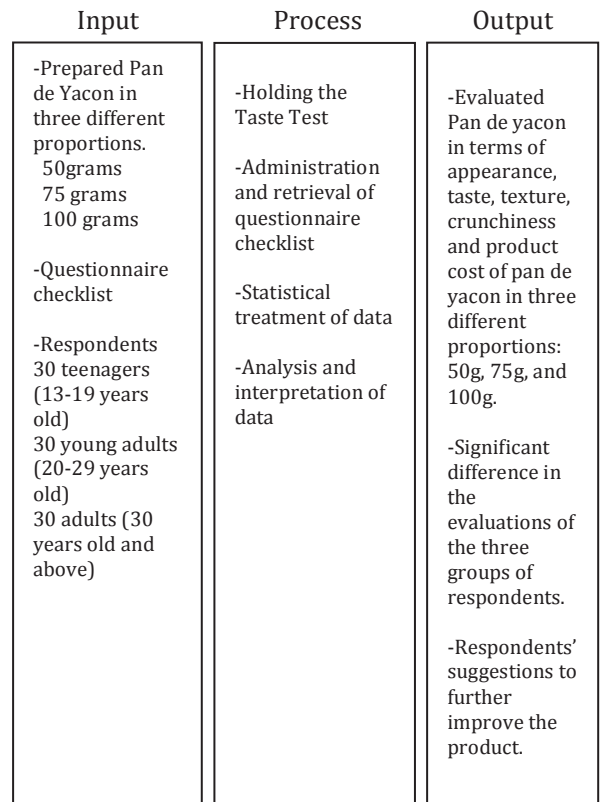 Input
-Prepared Pan
de Yacon in
three different
proportions.
50grams
75 grams
100 grams
-Questionnaire
checklist
-Respondents
30 teenagers
(13-19 years
old)
30 young adults
(20-29 years
old)
30 adults (30
years old and
above)
Process
-Holding the
Taste Test
-Administration
and retrieval of
questionnaire
checklist
-Statistical
treatment of data
-Analysis and
interpretation of
data
Output
-Evaluated
Pan de yacon
in terms of
appearance,
taste, texture,
crunchiness
and product
cost of pan de
yacon in three
different
proportions:
50g, 75g, and
100g.
-Significant
difference in
the
evaluations of
the three
groups of
respondents.
-Respondents’
suggestions to
further
improve the
product.